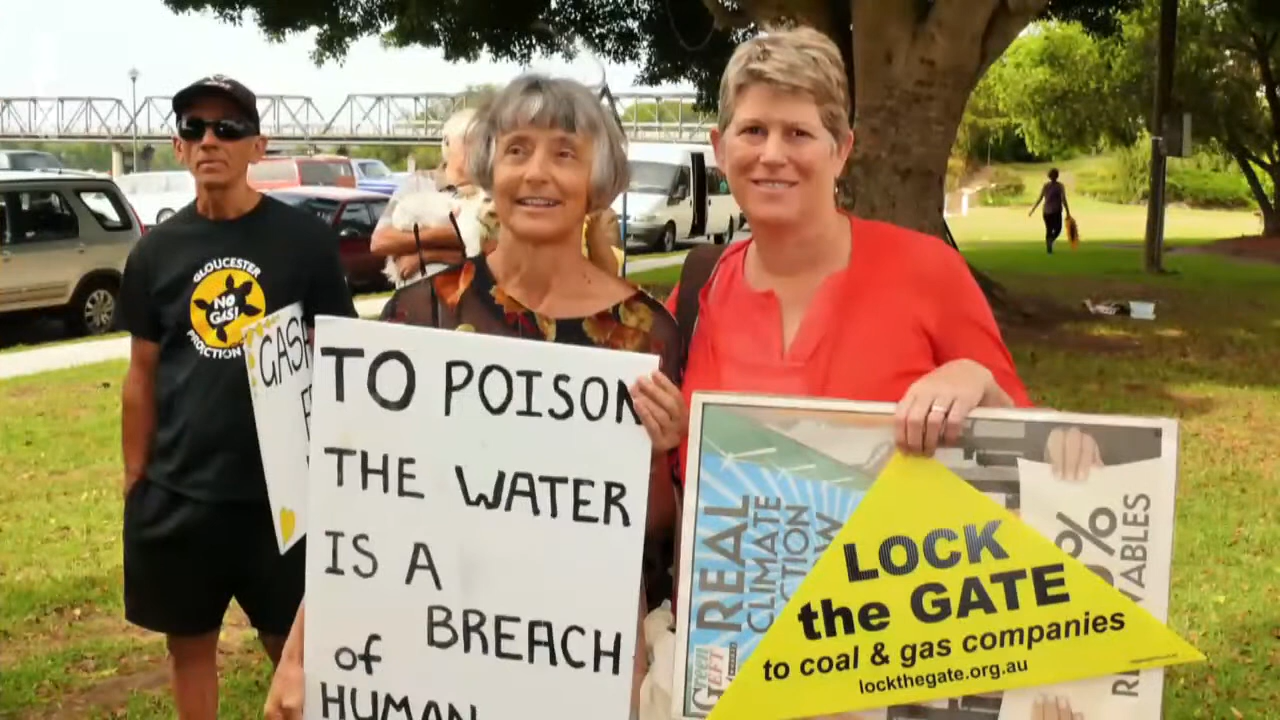 GLOUCESTER
NO
GAS!
TO POISON
THE WATER
IS A
BREACH
of
HUMAN
REAL
CLIMATE
LOCK
the GATE
to coal & gas companies
lockthegate.org.au
%